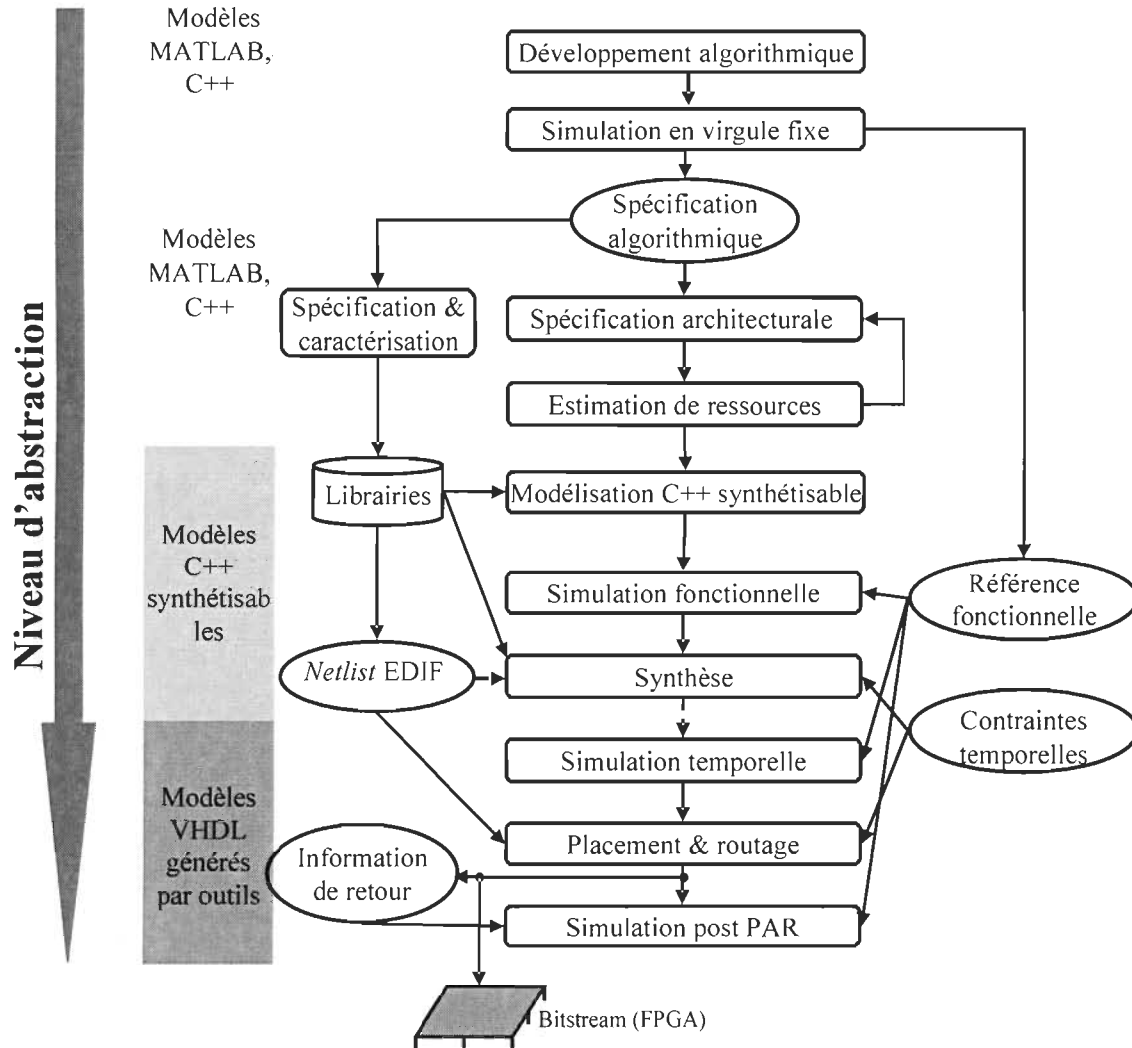 Modèles
MATLAB,
C++
Développement algorithmique
Simulation en virgule fixe
Spécification
algorithmique
Modèles
MATLAB,
C++
Spécification &
caractérisation
Spécification architecturale
Estimation de ressources
Niveau d'abstraction
Librairies
Modélisation C++ synthétisable
Modèles
C++
synthétisab
les
Simulation fonctionnelle
Référence
fonctionnelle
Netlist EDIF
Synthèse
Contraintes
temporelles
Simulation temporelle
Modèles
VHDL
générés
par outils
Placement & routage
Information
de retour
Simulation post PAR
Bitstream (FPGA)